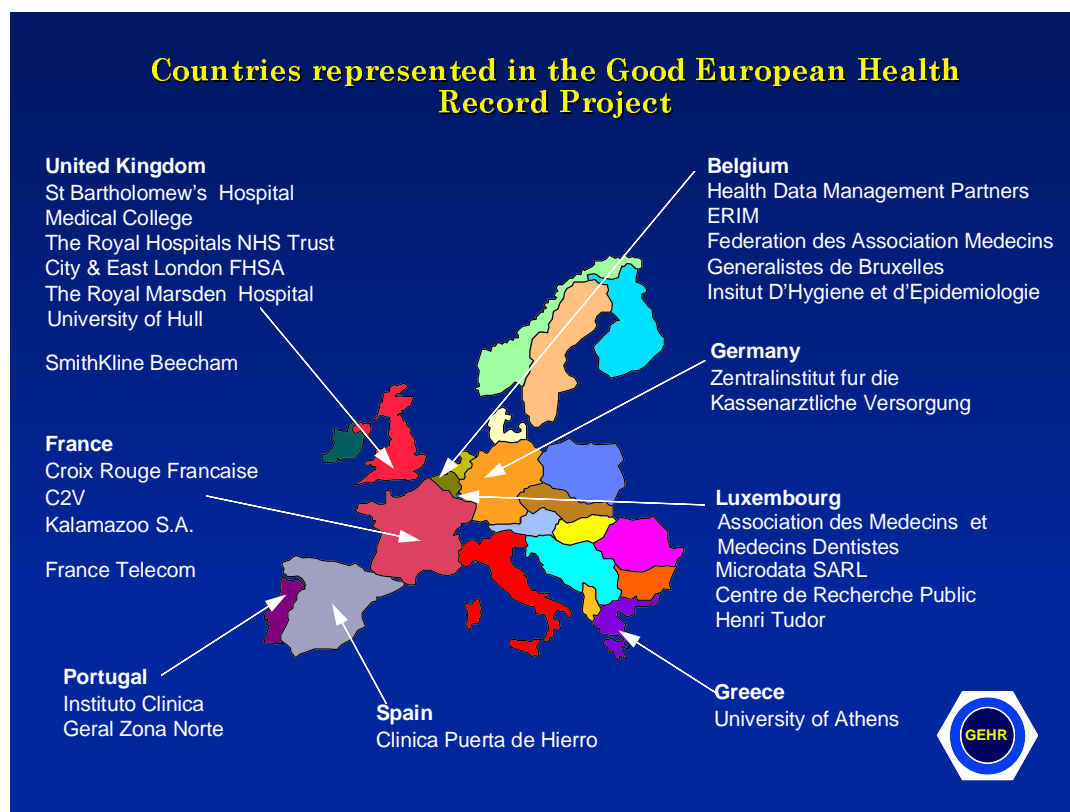 Countries represented in the Good European Health
Record Project
United Kingdom
St Bartholomew’s Hospital
Medical College
The Royal Hospitals NHS Trust
City & East London FHSA
The Royal Marsden Hospital
University of Hull
SmithKline Beecham
France
Croix Rouge Francaise
C2V
Kalamazoo S.A.
France Telecom
Portugal
Instituto Clinica
Geral Zona Norte
Spain
Clinica Puerta de Hierro
Belgium
Health Data Management Partners
ERIM
Federation des Association Medecins
Generalistes de Bruxelles
Insitut D’Hygiene et d’Epidemiologie
Germany
Zentralinstitut fur die
Kassenarztliche Versorgung
Luxembourg
Association des Medecins et
Medecins Dentistes
Microdata SARL
Centre de Recherche Public
Henri Tudor
Greece
University of Athens
GEHR